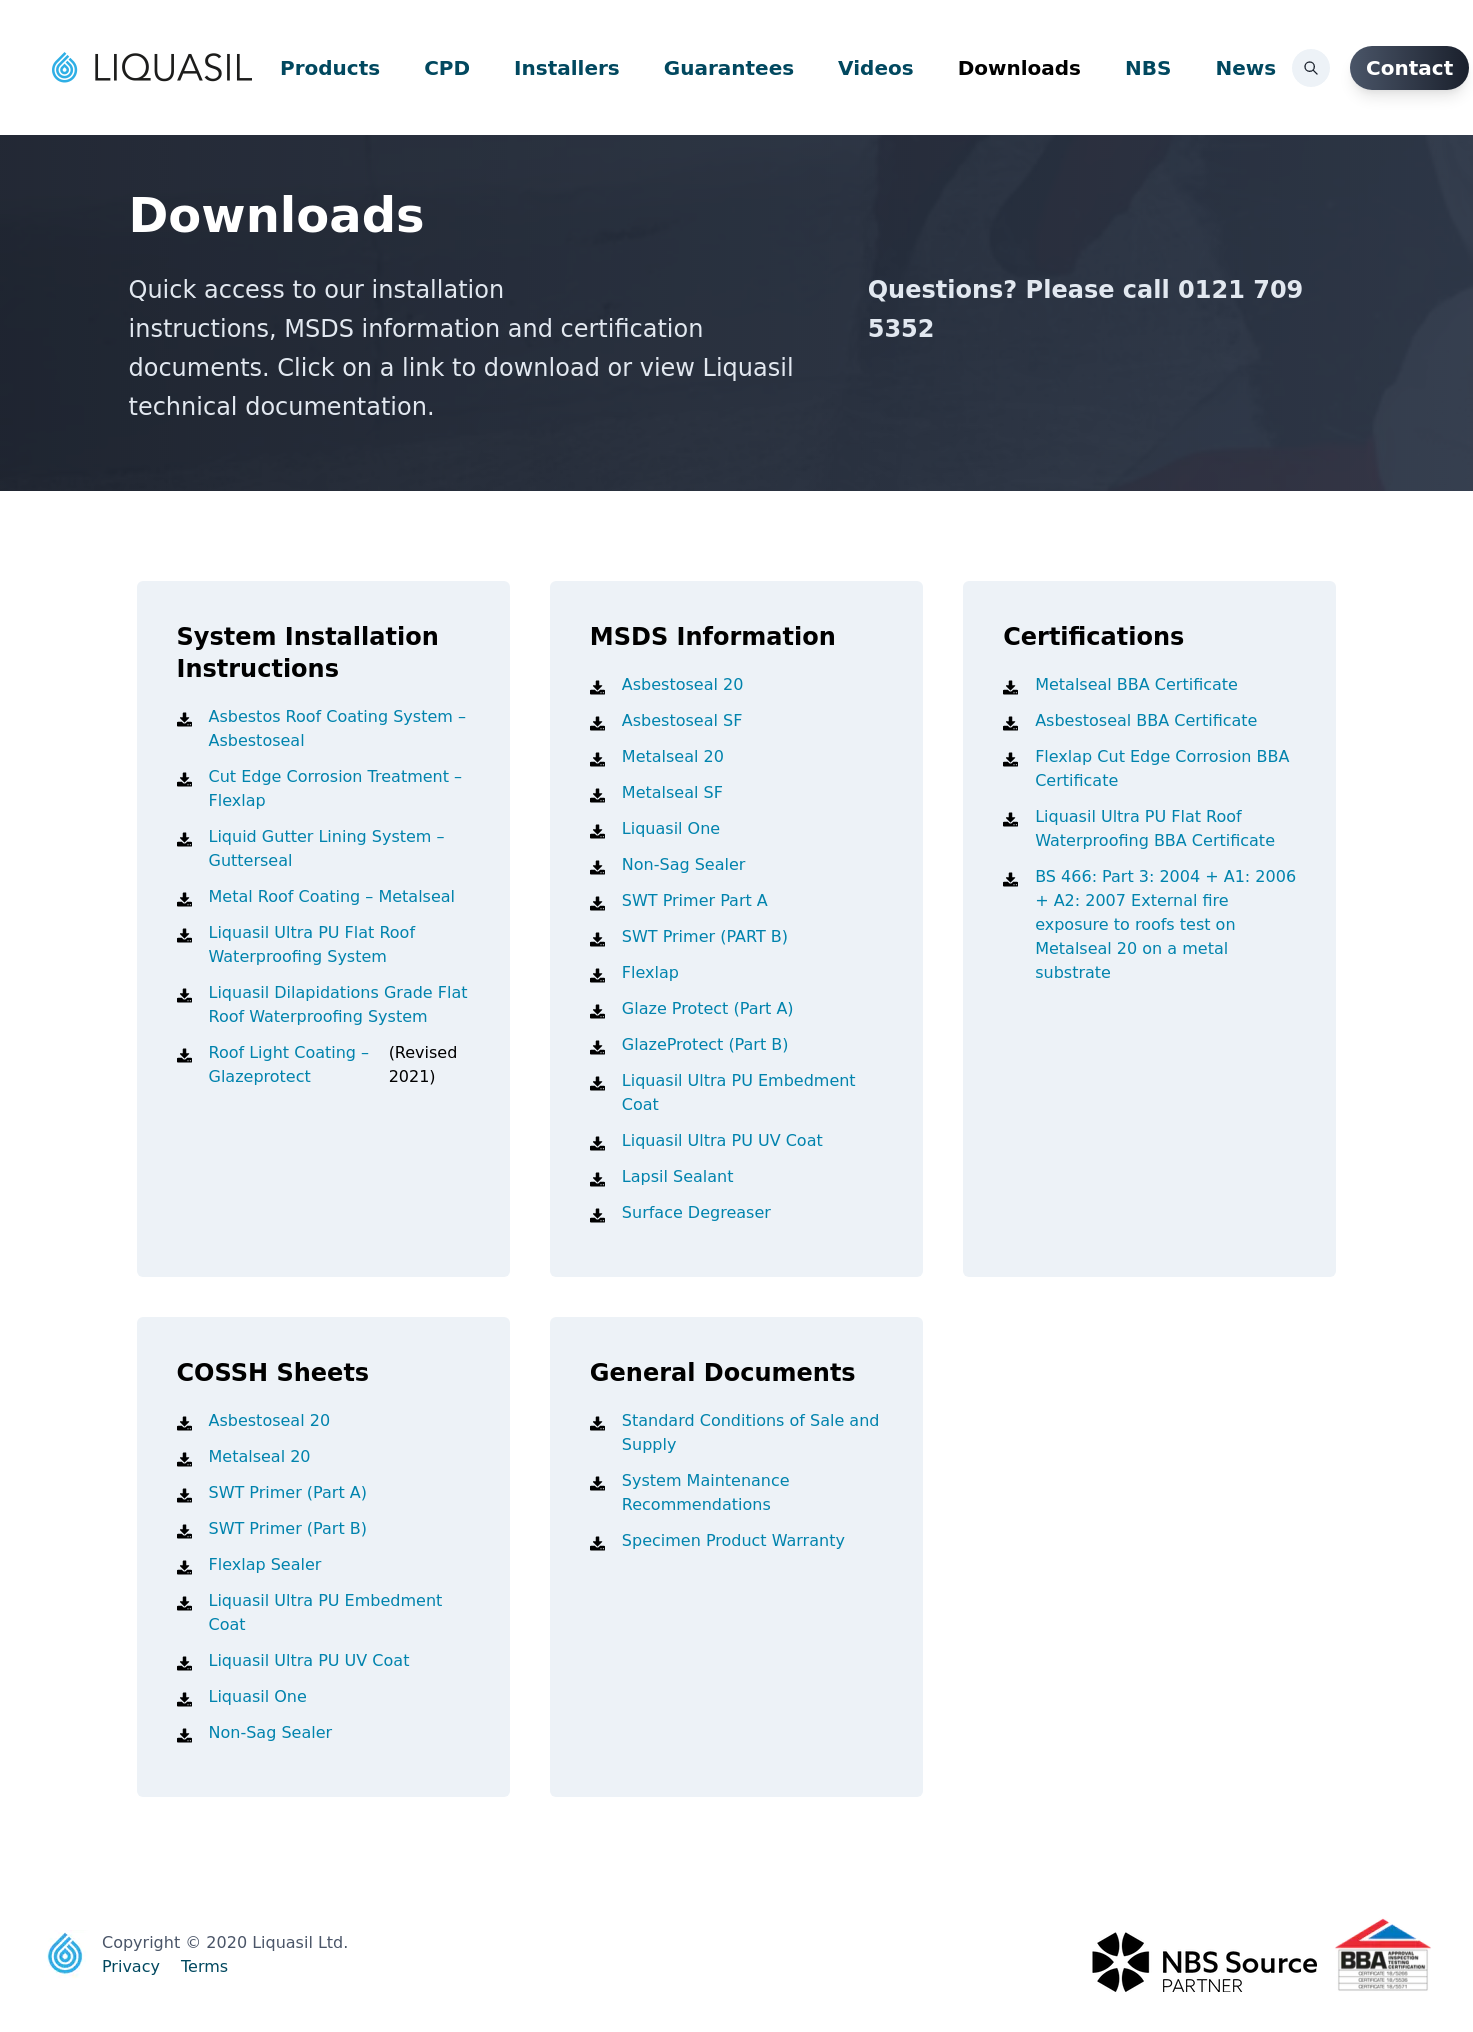 LIQUASIL
Products
CPD
Installers
Guarantees
Videos
Downloads
NBS
News
Contact
Downloads
Quick access to our installation
instructions, MSDS information and certification
documents. Click on a link to download or view Liquasil
technical documentation.
Questions? Please call 0121 709
5352
System Installation
Instructions
Asbestos Roof Coating System –
Asbestoseal
Cut Edge Corrosion Treatment –
Flexlap
Liquid Gutter Lining System –
Gutterseal
Metal Roof Coating – Metalseal
Liquasil Ultra PU Flat Roof
Waterproofing System
Liquasil Dilapidations Grade Flat
Roof Waterproofing System
Roof Light Coating – (Revised
Glazeprotect 2021)
MSDS Information
Asbestoseal 20
Asbestoseal SF
Metalseal 20
Metalseal SF
Liquasil One
Non-Sag Sealer
SWT Primer Part A
SWT Primer (PART B)
Flexlap
Glaze Protect (Part A)
GlazeProtect (Part B)
Liquasil Ultra PU Embedment
Coat
Liquasil Ultra PU UV Coat
Lapsil Sealant
Surface Degreaser
Certifications
Metalseal BBA Certificate
Asbestoseal BBA Certificate
Flexlap Cut Edge Corrosion BBA
Certificate
Liquasil Ultra PU Flat Roof
Waterproofing BBA Certificate
BS 466: Part 3: 2004 + A1: 2006
+ A2: 2007 External fire
exposure to roofs test on
Metalseal 20 on a metal
substrate
COSSH Sheets
Asbestoseal 20
Metalseal 20
SWT Primer (Part A)
SWT Primer (Part B)
Flexlap Sealer
Liquasil Ultra PU Embedment
Coat
Liquasil Ultra PU UV Coat
Liquasil One
Non-Sag Sealer
General Documents
Standard Conditions of Sale and
Supply
System Maintenance
Recommendations
Specimen Product Warranty
Copyright © 2020 Liquasil Ltd.
Privacy Terms
NBS Source
PARTNER
BBA
APPROVAL
INSPECTION
TESTING
CERTIFICATION